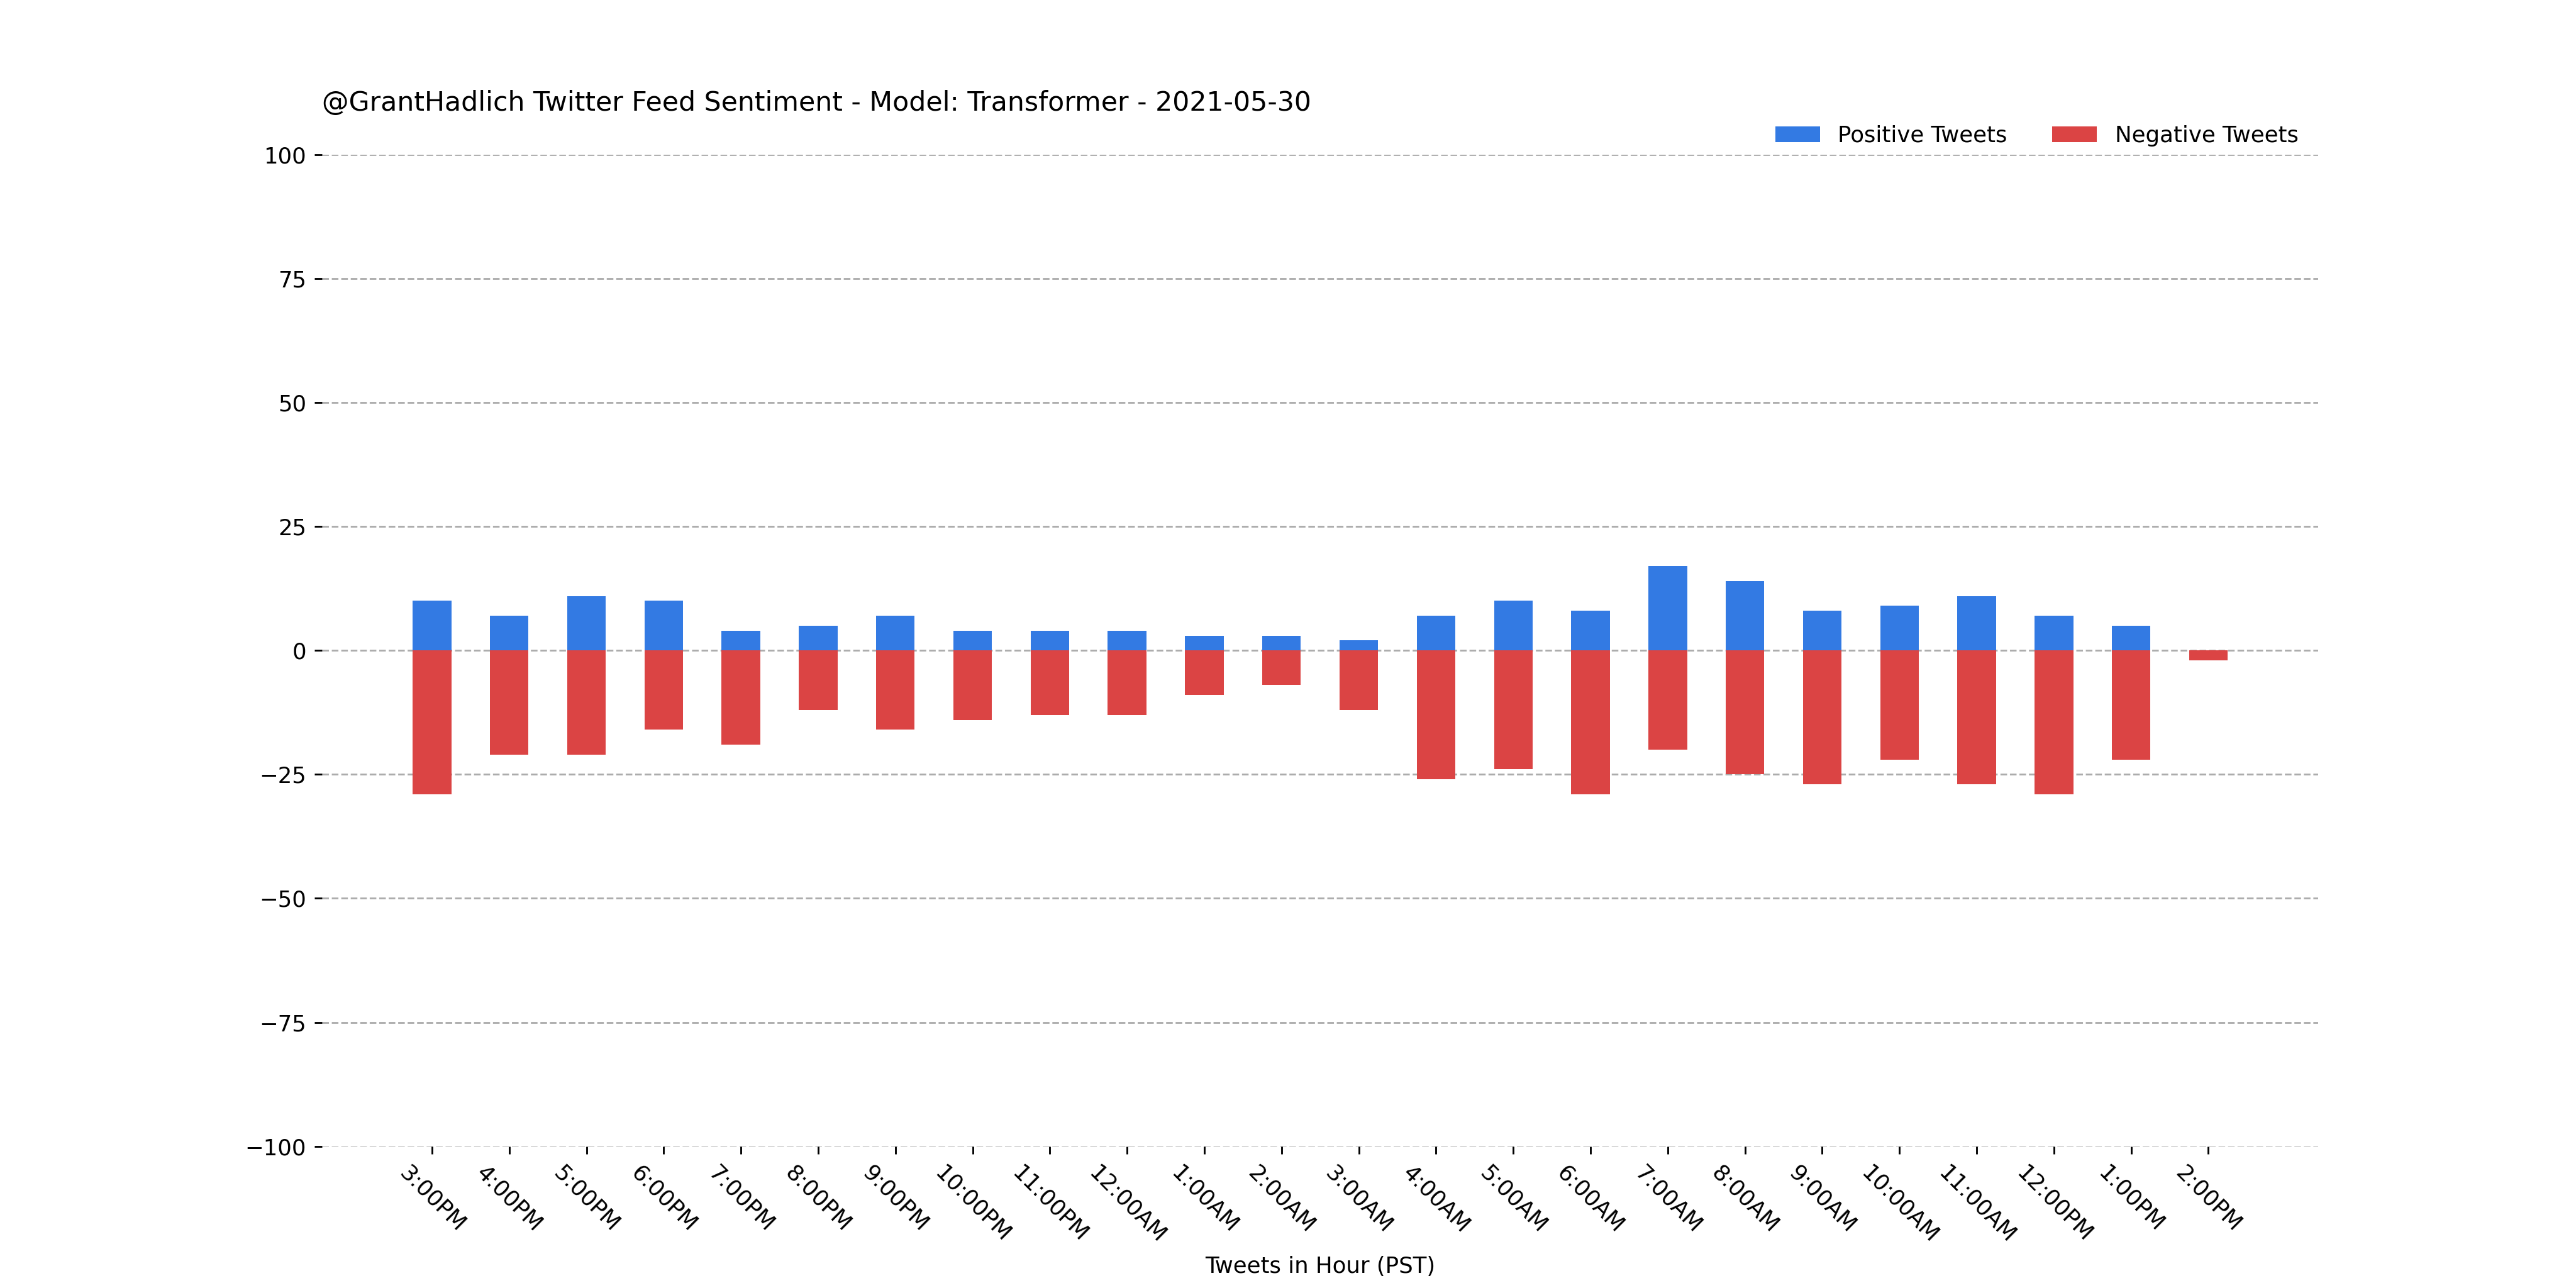 @GrantHadlich Twitter Feed Sentiment - Model: Transformer - 2021-05-30
Positive Tweets
Negative Tweets
100
75
50
25
0
−25
−50
−75
−100
3:00PM
4:00PM
5:00PM
6:00PM
7:00PM
8:00PM
9:00PM
10:00PM
11:00PM
12:00AM
1:00AM
2:00AM
3:00AM
4:00AM
5:00AM
6:00AM
7:00AM
8:00AM
9:00AM
10:00AM
11:00AM
12:00PM
1:00PM
2:00PM
Tweets in Hour (PST)